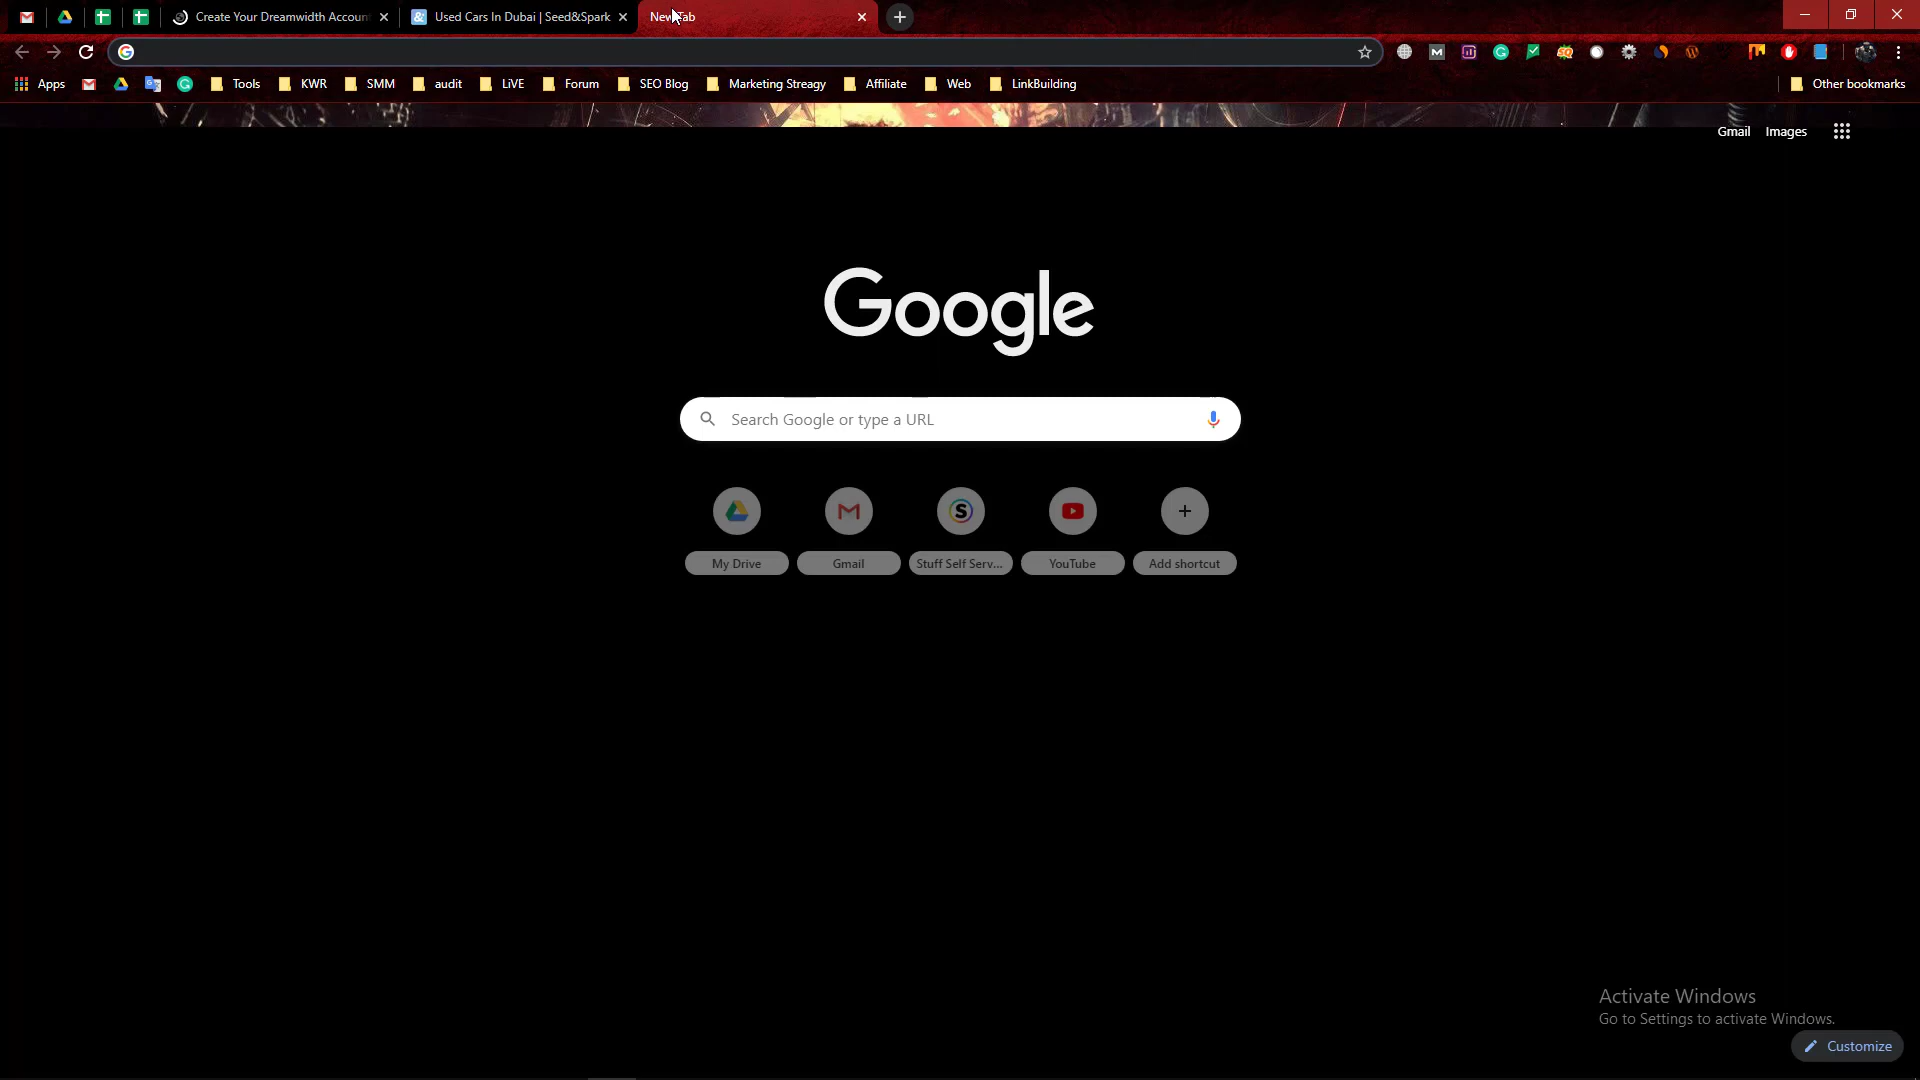 Create Your Dreamwidth Accoun
Used Cars In Dubai | Seed&Spark
New Tab
Apps
Tools
KWR
SMM
audit
LiVE
Forum
SEO Blog
Marketing Streagy
Affiliate
Web
LinkBuilding
Other bookmarks
Gmail
Images
Google
Search Google or type a URL
My Drive
Gmail
Stuff Self Serv...
YouTube
Add shortcut
Activate Windows
Go to Settings to activate Windows.
Customize